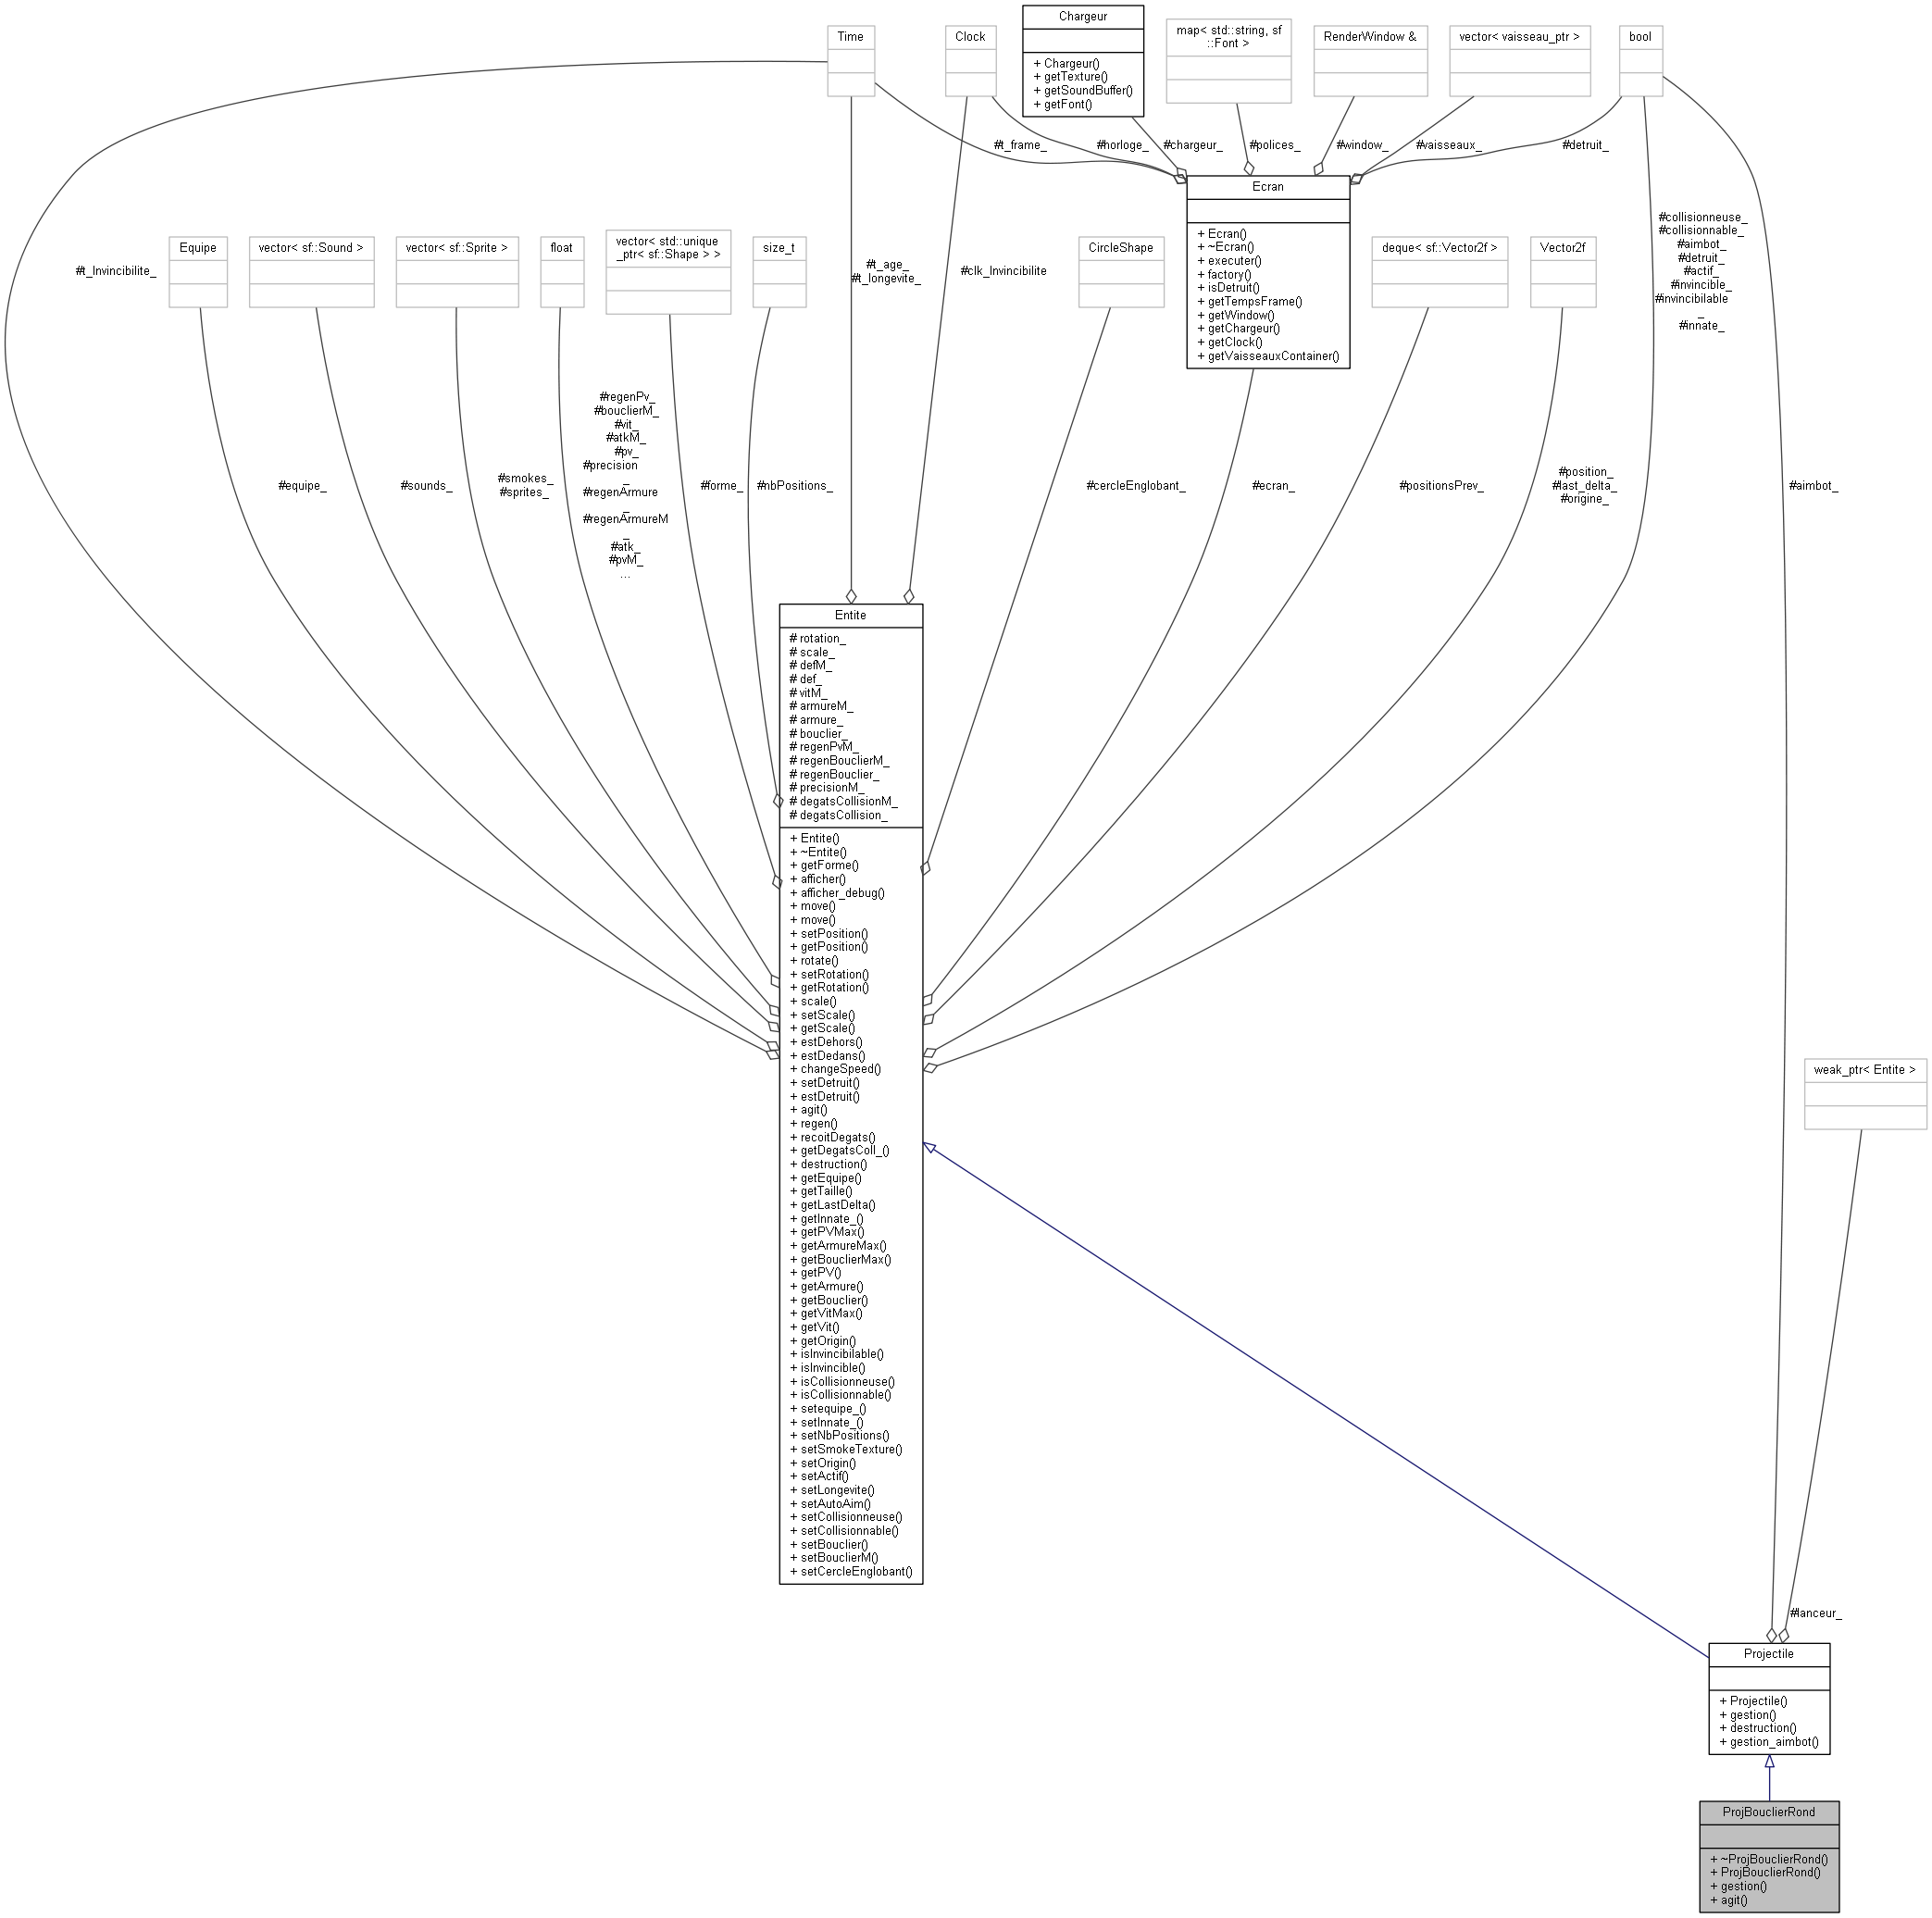 Chargeur
+ Chargeur()
+ getTexture()
+ getSoundBuffer()
+ getFont()
Time
Clock
map< std::string, sf
::Font >
RenderWindow &
vector< vaisseau_ptr >
bool
#t_frame_
#horloge_
#chargeur_
#polices_
#window_
#vaisseaux_
#detruit_
Ecran
+ Ecran()
+ ~Ecran()
+ executer()
+ factory()
+ isDetruit()
+ getTempsFrame()
+ getWindow()
+ getChargeur()
+ getClock()
+ getVaisseauxContainer()
Equipe
vector< sf::Sound >
vector< sf::Sprite >
float
vector< std::unique
_ptr< sf::Shape > >
size_t
CircleShape
deque< sf::Vector2f >
Vector2f
#t_Invincibilite_
#t_age_
#t_longevite_
#clk_Invincibilite
#collisionneuse_
#collisionnable_
#aimbot_
#detruit_
#actif_
#invincible_
#invincibilable
_
#innate_
#equipe_
#sounds_
#smokes_
#sprites_
#regenPv_
#bouclierM_
#vit_
#atkM_
#pv_
#precision
_
#regenArmure
_
#regenArmureM
_
#atk_
#pvM_
...
#forme_
#nbPositions_
#cercleEnglobant_
#ecran_
#positionsPrev_
#position_
#last_delta_
#origine_
#aimbot_
Entite
# rotation_
# scale_
# defM_
# def_
# vitM_
# armureM_
# armure_
# bouclier_
# regenPvM_
# regenBouclierM_
# regenBouclier_
# precisionM_
# degatsCollisionM_
# degatsCollision_
+ Entite()
+ ~Entite()
+ getForme()
+ afficher()
+ afficher_debug()
+ move()
+ move()
+ setPosition()
+ getPosition()
+ rotate()
+ setRotation()
+ getRotation()
+ scale()
+ setScale()
+ getScale()
+ estDehors()
+ estDedans()
+ changeSpeed()
+ setDetruit()
+ estDetruit()
+ agit()
+ regen()
+ recoitDegats()
+ getDegatsColl_()
+ destruction()
+ getEquipe()
+ getTaille()
+ getLastDelta()
+ getInnate_()
+ getPVMax()
+ getArmureMax()
+ getBouclierMax()
+ getPV()
+ getArmure()
+ getBouclier()
+ getVitMax()
+ getVit()
+ getOrigin()
+ isInvincibilable()
+ isInvincible()
+ isCollisionneuse()
+ isCollisionnable()
+ setequipe_()
+ setInnate_()
+ setNbPositions()
+ setSmokeTexture()
+ setOrigin()
+ setActif()
+ setLongevite()
+ setAutoAim()
+ setCollisionneuse()
+ setCollisionnable()
+ setBouclier()
+ setBouclierM()
+ setCercleEnglobant()
weak_ptr< Entite >
#lanceur_
Projectile
+ Projectile()
+ gestion()
+ destruction()
+ gestion_aimbot()
ProjBouclierRond
+ ~ProjBouclierRond()
+ ProjBouclierRond()
+ gestion()
+ agit()